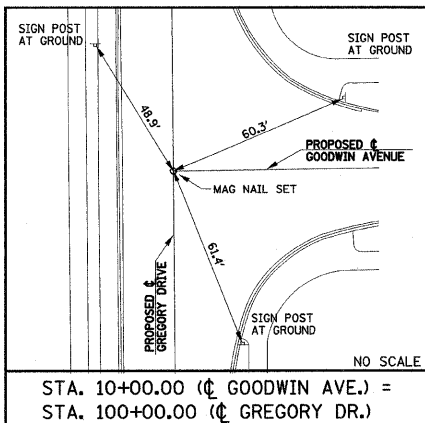 SIGN POST
AT GROUND
SIGN POST
AT GROUND
48.9'
60.3'
PROPOSED ℄
GOODWIN AVENUE
MAG NAIL SET
61.4'
PROPOSED ℄
GREGORY DRIVE
SIGN POST
AT GROUND
NO SCALE
STA. 10+00.00 (℄ GOODWIN AVE.) =
STA. 100+00.00 (℄ GREGORY DR.)